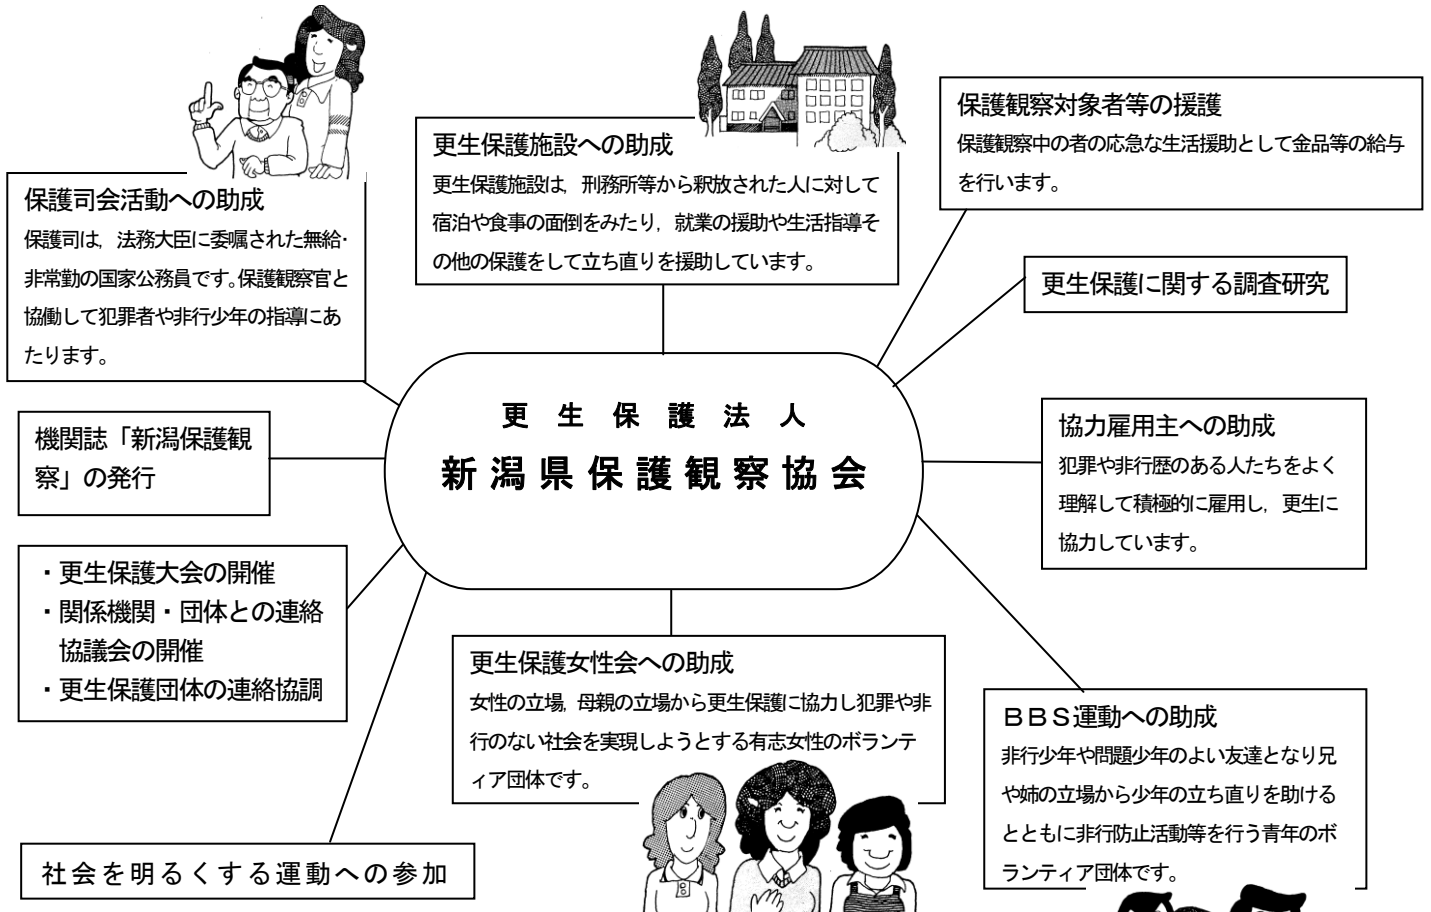 保護司会活動への助成
保護司は，法務大臣に委嘱された無給・
非常勤の国家公務員です。保護観察官と
協働して犯罪者や非行少年の指導にあ
たります。
更生保護施設への助成
更生保護施設は，刑務所等から釈放された人に対して
宿泊や食事の面倒をみたり，就業の援助や生活指導そ
の他の保護をして立ち直りを援助しています。
保護観察対象者等の援護
保護観察中の者の応急な生活援助として金品等の給与
を行います。
更生保護に関する調査研究
更生保護法人
新潟県保護観察協会
機関誌「新潟保護観
察」の発行
協力雇用主への助成
犯罪や非行歴のある人たちをよく
理解して積極的に雇用し，更生に
協力しています。
・更生保護大会の開催
・関係機関・団体との連絡
協議会の開催
・更生保護団体の連絡協調
更生保護女性会への助成
女性の立場，母親の立場から更生保護に協力し犯罪や非
行のない社会を実現しようとする有志女性のボランテ
ィア団体です。
ＢＢＳ運動への助成
非行少年や問題少年のよい友達となり兄
や姉の立場から少年の立ち直りを助ける
とともに非行防止活動等を行う青年のボ
ランティア団体です。
社会を明るくする運動への参加